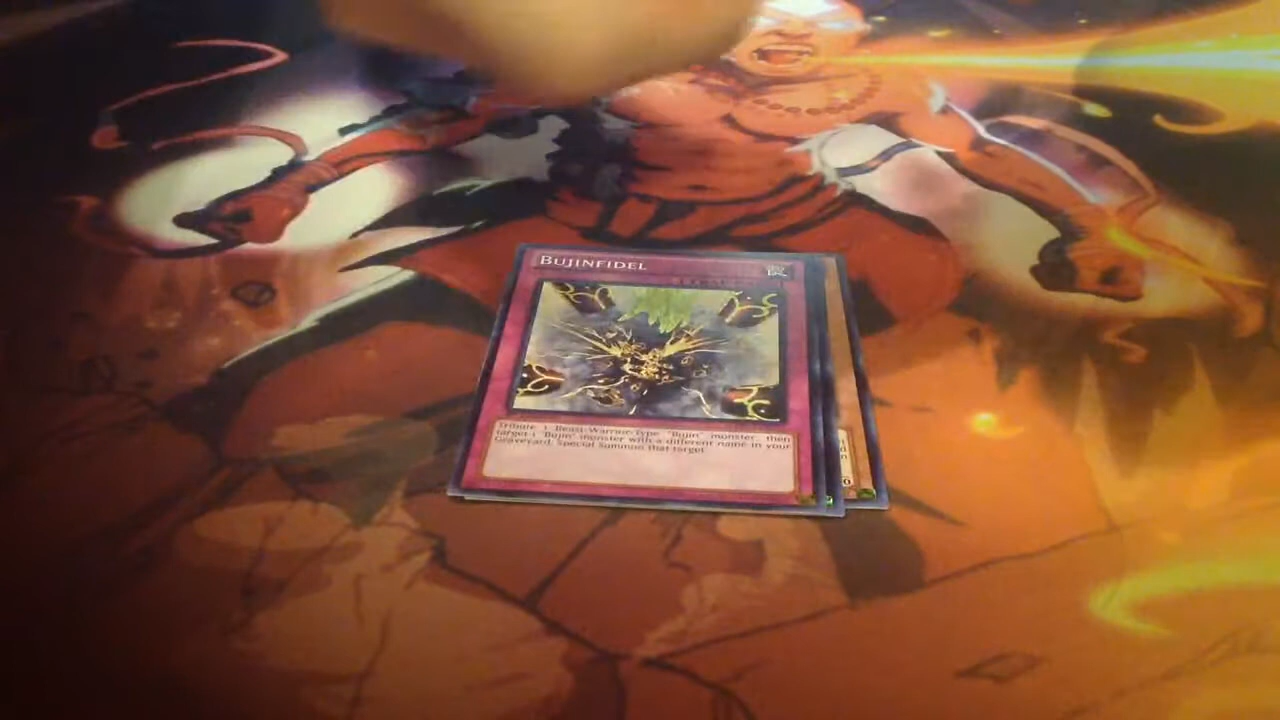 BUJINFIDEL
Tribute 1 Beast-Warrior-Type "Bujin" monster, then
target 1 "Bujin" monster with a different name in your
Graveyard; Special Summon that target.